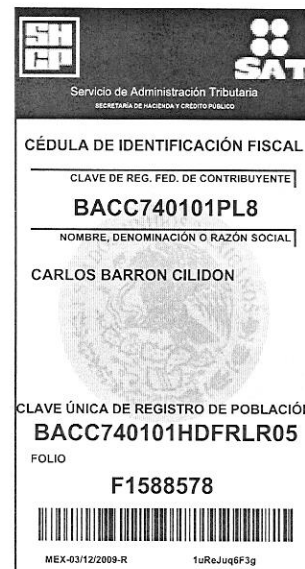 SH
CP
SAT
Servicio de Administración Tributaria
SECRETARÍA DE HACIENDA Y CRÉDITO PÚBLICO
CÉDULA DE IDENTIFICACIÓN FISCAL
CLAVE DE REG. FED. DE CONTRIBUYENTE
BACC740101PL8
NOMBRE, DENOMINACIÓN O RAZÓN SOCIAL
CARLOS BARRON CILIDON
CLAVE ÚNICA DE REGISTRO DE POBLACIÓN
BACC740101HDFRLR05
FOLIO
F1588578
MEX-03/12/2009-R 1uReJuq6F3g